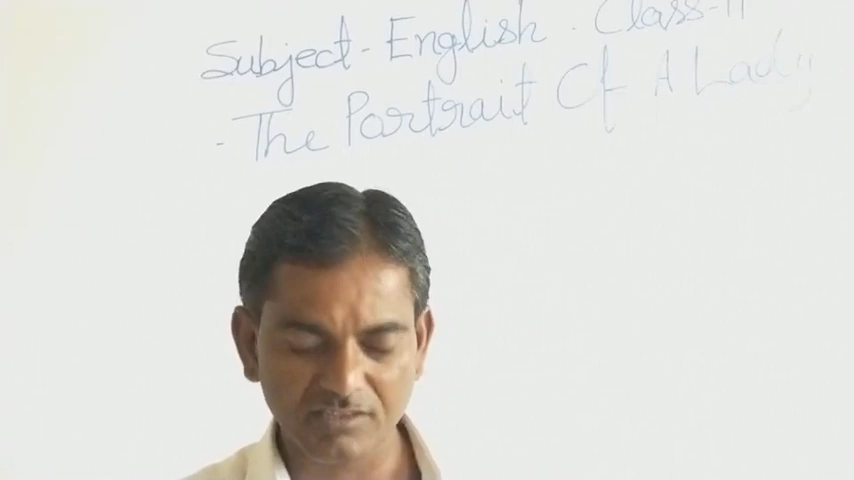 Subject - English . Class - 11
- The Portrait Of A Lady